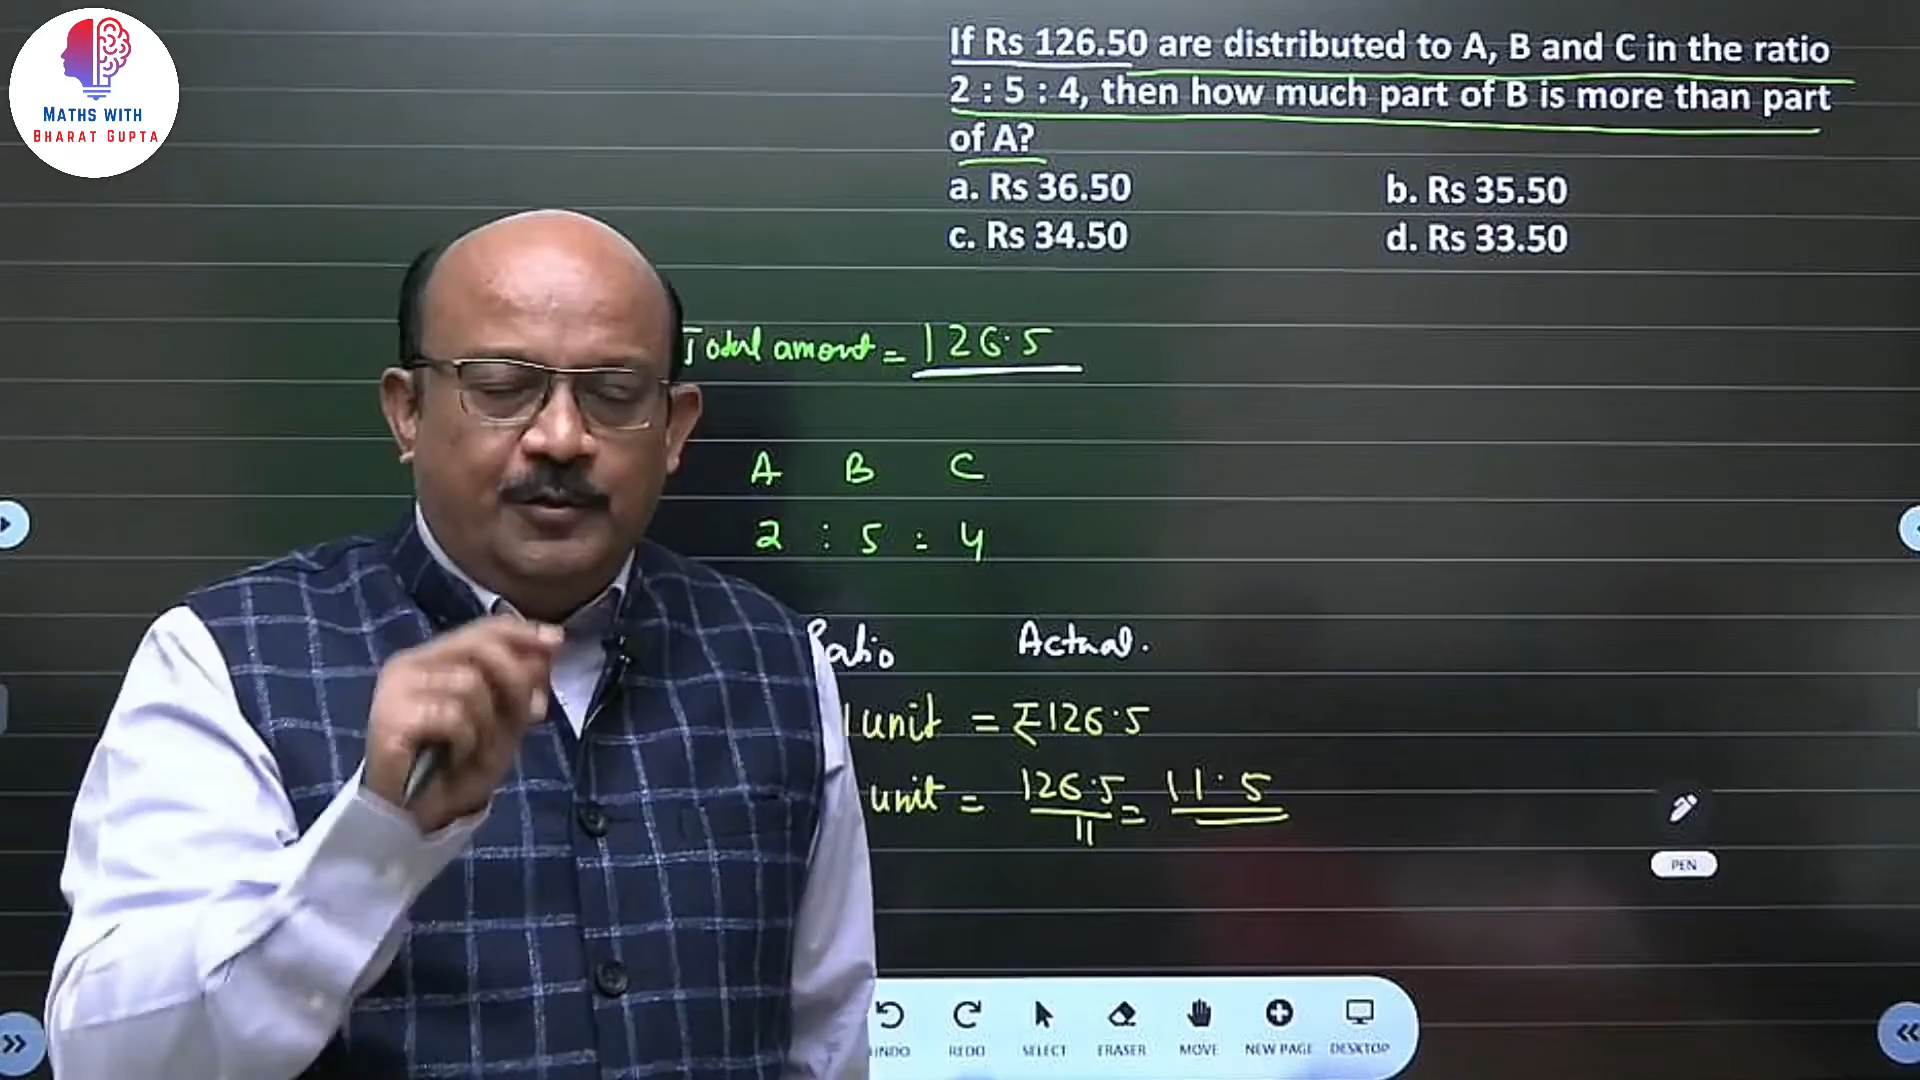 MATHS WITH
BHARAT GUPTA
If Rs 126.50 are distributed to A, B and C in the ratio
2 : 5 : 4, then how much part of B is more than part
of A?
a. Rs 36.50 b. Rs 35.50
c. Rs 34.50 d. Rs 33.50
Total amount = 126.5
A B C
2 : 5 : 4
Ratio Actual.
1 unit = ₹126.5
unit = 126.5/11 = 11.5
PEN
UNDO REDO SELECT ERASER MOVE NEW PAGE DESKTOP